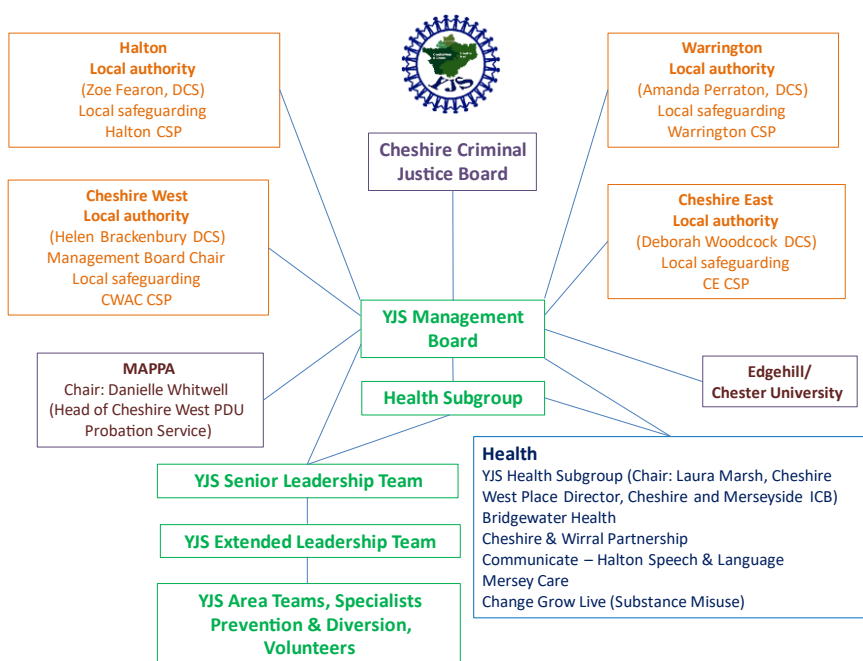 Halton
Local authority
(Zoe Fearon, DCS)
Local safeguarding
Halton CSP
YJS
Warrington
Local authority
(Amanda Perraton, DCS)
Local safeguarding
Warrington CSP
Cheshire Criminal
Justice Board
Cheshire West
Local authority
(Helen Brackenbury DCS)
Management Board Chair
Local safeguarding
CWAC CSP
Cheshire East
Local authority
(Deborah Woodcock DCS)
Local safeguarding
CE CSP
YJS Management
Board
MAPPA
Chair: Danielle Whitwell
(Head of Cheshire West PDU
Probation Service)
Edgehill/
Chester University
Health Subgroup
Health
YJS Health Subgroup (Chair: Laura Marsh, Cheshire
West Place Director, Cheshire and Merseyside ICB)
Bridgewater Health
Cheshire & Wirral Partnership
Communicate – Halton Speech & Language
Mersey Care
Change Grow Live (Substance Misuse)
YJS Senior Leadership Team
YJS Extended Leadership Team
YJS Area Teams, Specialists
Prevention & Diversion,
Volunteers